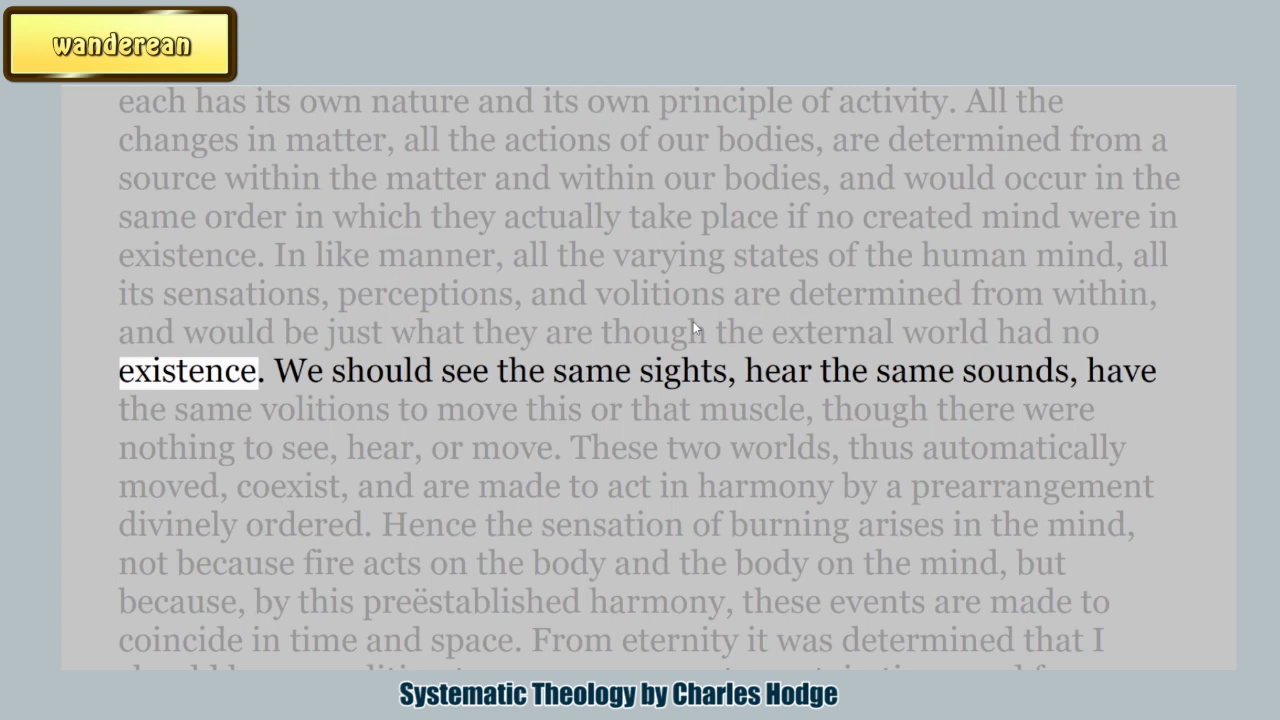 wanderean
each has its own nature and its own principle of activity. All the
changes in matter, all the actions of our bodies, are determined from a
source within the matter and within our bodies, and would occur in the
same order in which they actually take place if no created mind were in
existence. In like manner, all the varying states of the human mind, all
its sensations, perceptions, and volitions are determined from within,
and would be just what they are though the external world had no
existence. We should see the same sights, hear the same sounds, have
the same volitions to move this or that muscle, though there were
nothing to see, hear, or move. These two worlds, thus automatically
moved, coexist, and are made to act in harmony by a prearrangement
divinely ordered. Hence the sensation of burning arises in the mind,
not because fire acts on the body and the body on the mind, but
because, by this preëstablished harmony, these events are made to
coincide in time and space. From eternity it was determined that I
Systematic Theology by Charles Hodge